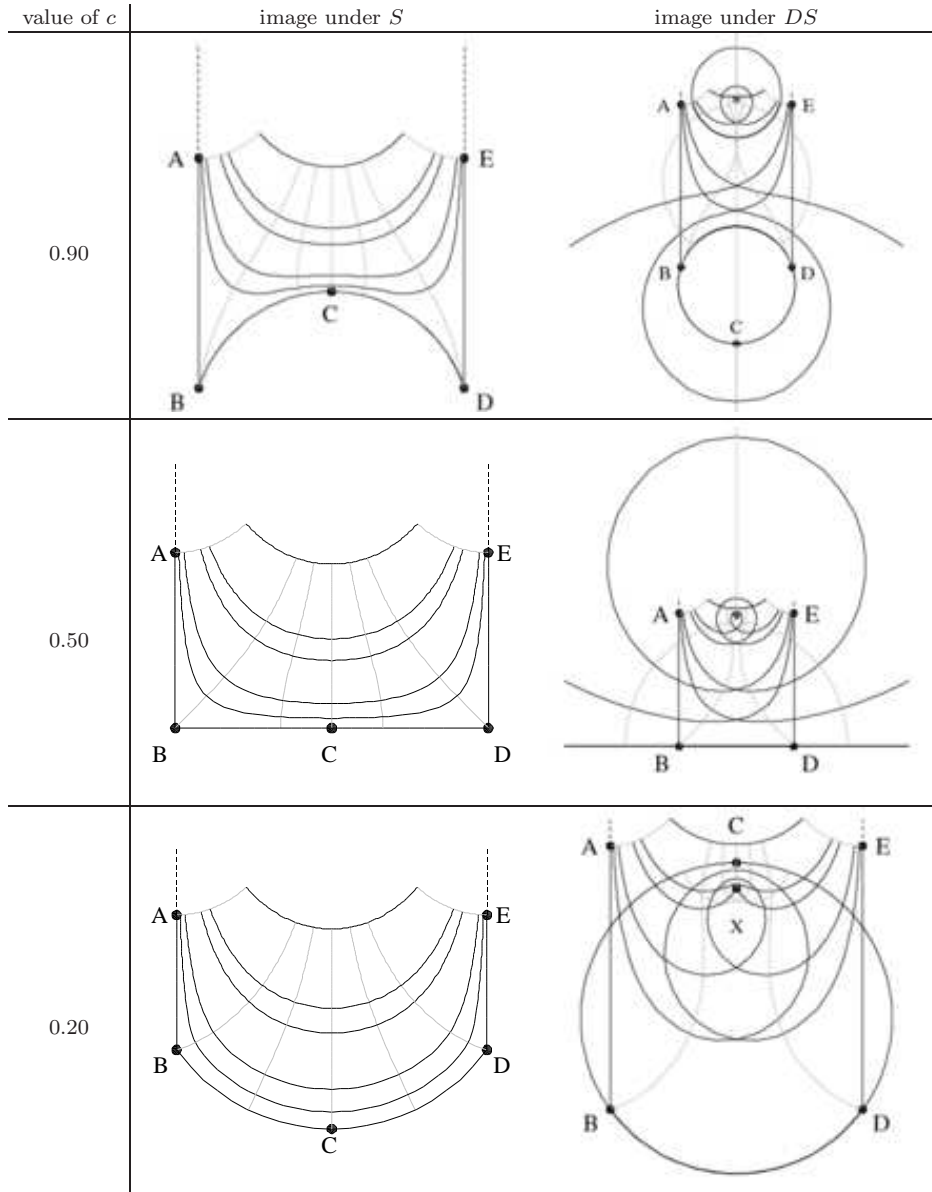 value of c image under S image under DS
A E A E
0.90
B D
C C
B D
A E A E
0.50
B C D B D
C
A E
A E
X
0.20
B D
B D
C